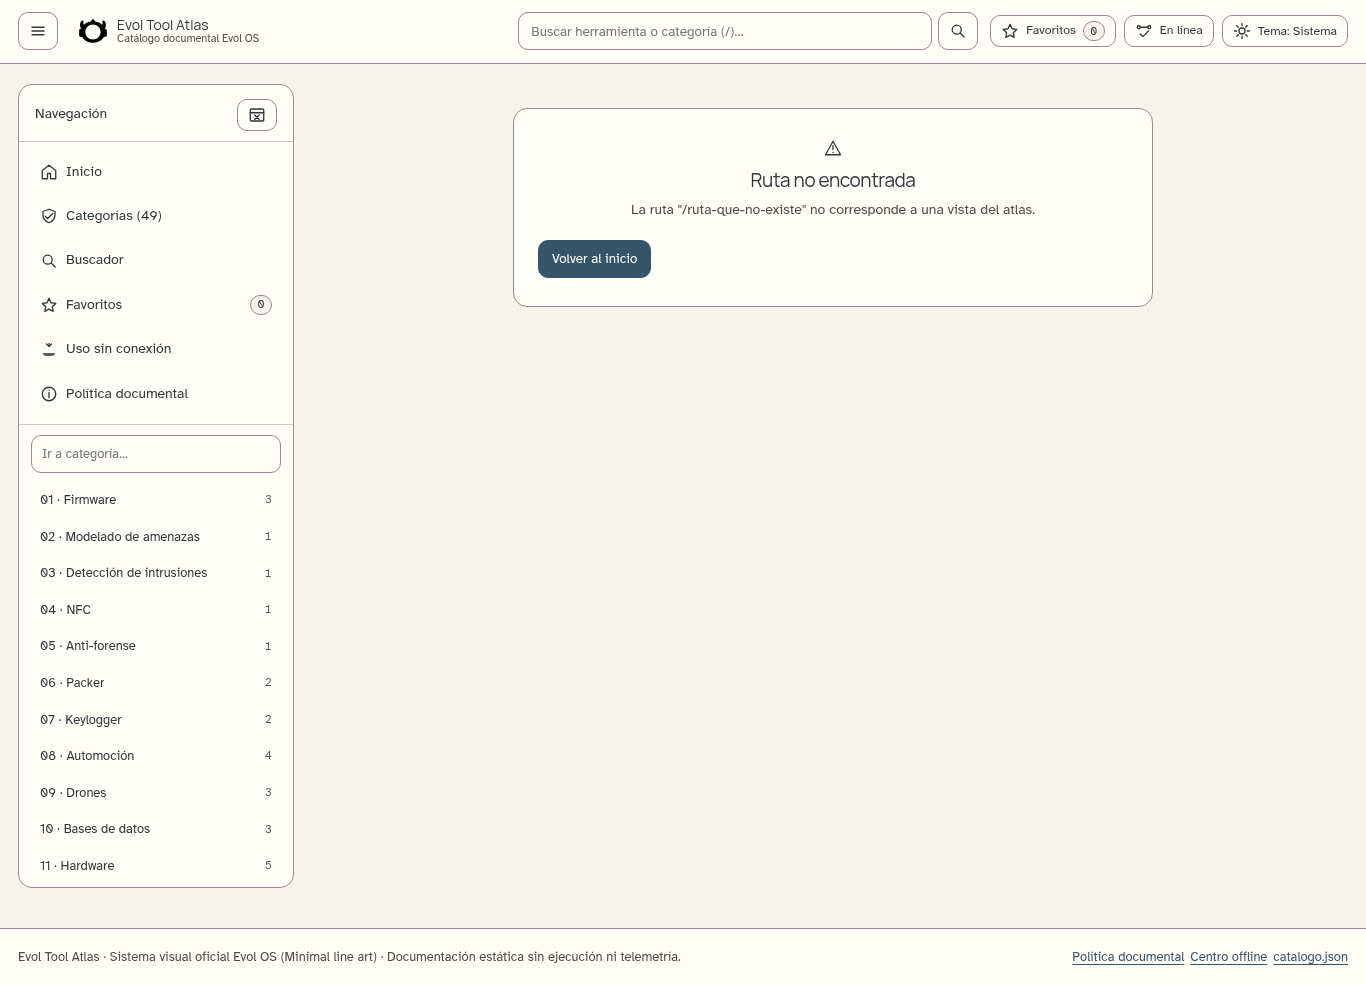 Evol Tool Atlas
Catálogo documental Evol OS
Buscar herramienta o categoría (/)...
Favoritos 0
En línea
Tema: Sistema
Navegación
Inicio
Categorías (49)
Buscador
Favoritos 0
Uso sin conexión
Política documental
Ir a categoría...
01 · Firmware 3
02 · Modelado de amenazas 1
03 · Detección de intrusiones 1
04 · NFC 1
05 · Anti-forense 1
06 · Packer 2
07 · Keylogger 2
08 · Automoción 4
09 · Drones 3
10 · Bases de datos 3
11 · Hardware 5
Ruta no encontrada
La ruta "/ruta-que-no-existe" no corresponde a una vista del atlas.
Volver al inicio
Evol Tool Atlas · Sistema visual oficial Evol OS (Minimal line art) · Documentación estática sin ejecución ni telemetría.
Política documental Centro offline catalogo.json